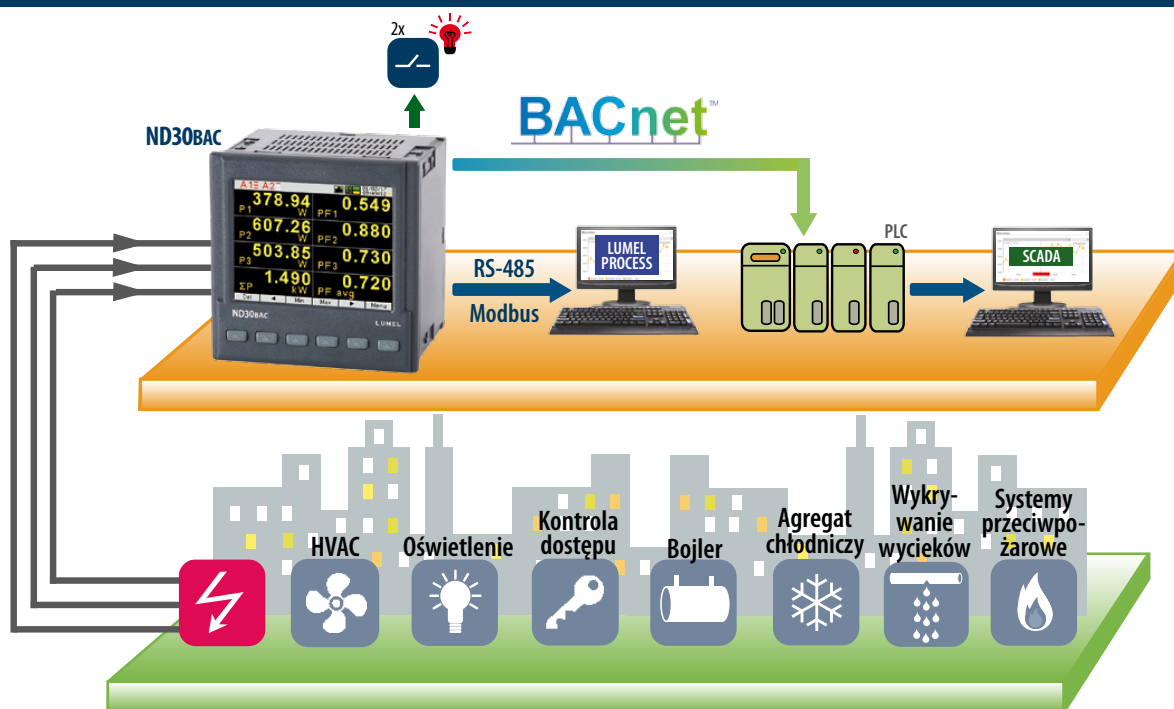 2x
BACnet™
ND30BAC
A1 A2
P1 378.94 W PF1 0.549
P2 607.26 W PF2 0.880
P3 503.85 W PF3 0.730
ΣP 1.490 kW PF avg 0.720
Del ◄ Min Max ► Menu
ND30BAC
LUMEL
RS-485
Modbus
LUMEL
PROCESS
PLC
SCADA
HVAC
Oświetlenie
Kontrola
dostępu
Bojler
Agregat
chłodniczy
Wykry-
wanie
wycieków
Systemy
przeciwpo-
żarowe